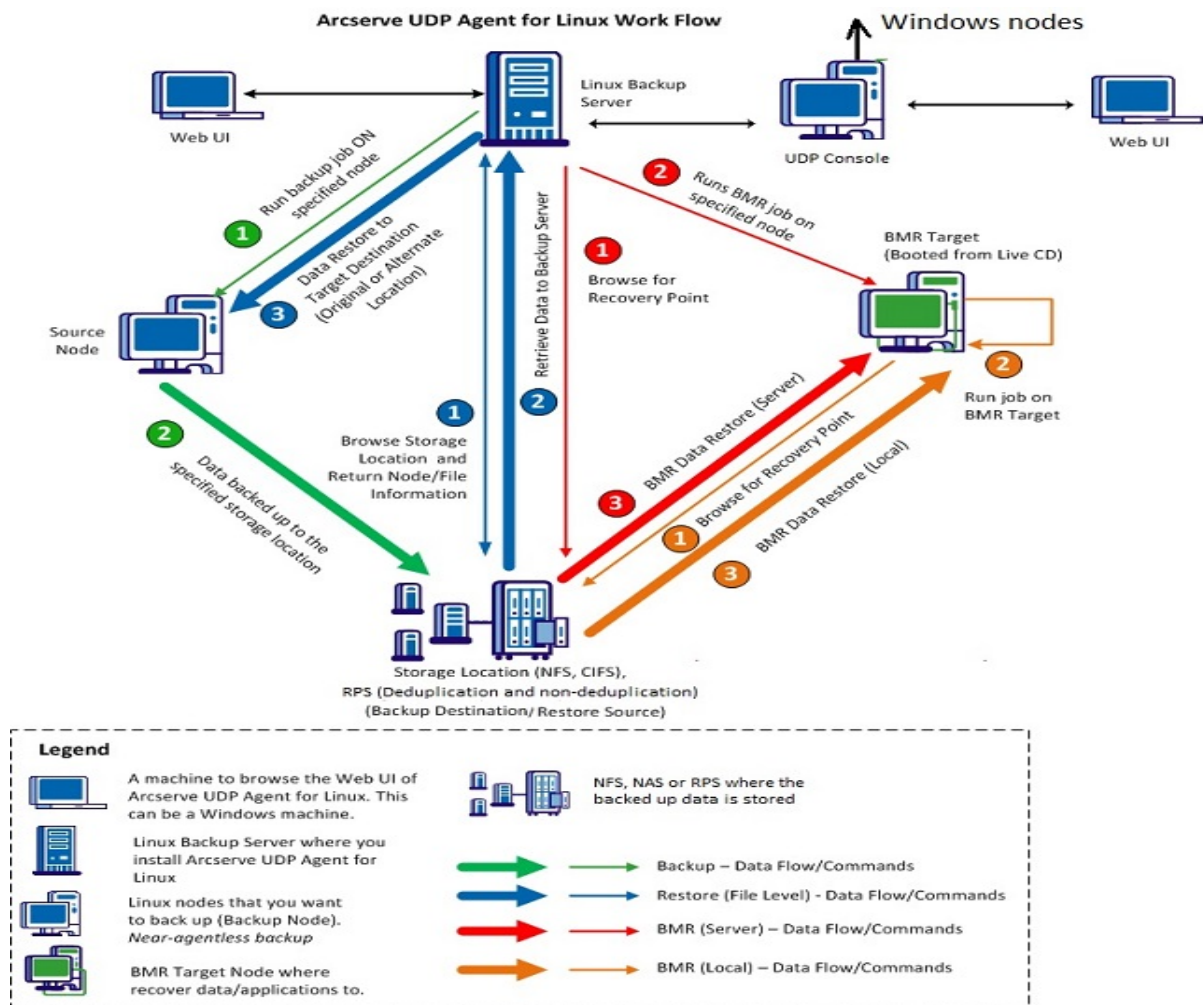 Arcserve UDP Agent for Linux Work Flow
Windows nodes
Linux Backup
Server
Web UI
UDP Console
Web UI
1
Run backup job ON
specified node
3
Data Restore to
Target Destination
(Original or Alternate
Location)
2
Retrieve Data to Backup Server
1
Browse for
Recovery Point
2
Runs BMR job on
specified node
BMR Target
(Booted from Live CD)
Source
Node
2
Run job on
BMR Target
2
Data backed up to the
specified storage location
1
Browse Storage
Location and
Return Node/File
Information
3
BMR Data Restore (Server)
1
Browse for Recovery Point
3
BMR Data Restore (Local)
Storage Location (NFS, CIFS),
RPS (Deduplication and non-deduplication)
(Backup Destination/Restore Source)
Legend
A machine to browse the Web UI of
Arcserve UDP Agent for Linux. This
can be a Windows machine.
Linux Backup Server where you
install Arcserve UDP Agent for
Linux
Linux nodes that you want
to back up (Backup Node).
Near-agentless backup
BMR Target Node where
recover data/applications to.
NFS, NAS or RPS where the
backed up data is stored
Backup – Data Flow/Commands
Restore (File Level) - Data Flow/Commands
BMR (Server) – Data Flow/Commands
BMR (Local) – Data Flow/Commands